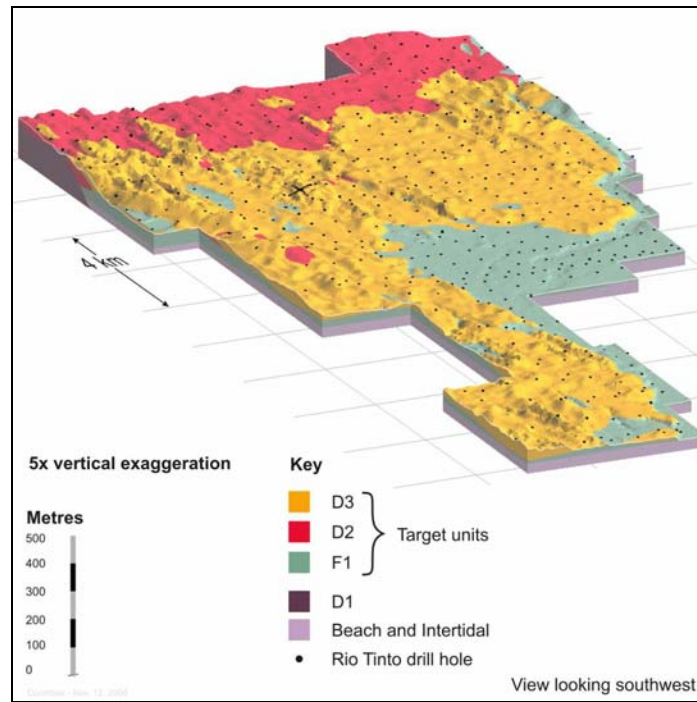 4 km
5x vertical exaggeration
Metres
500
400
300
200
100
0
Key
D3
D2
F1
Target units
D1
Beach and Intertidal
Rio Tinto drill hole
View looking southwest